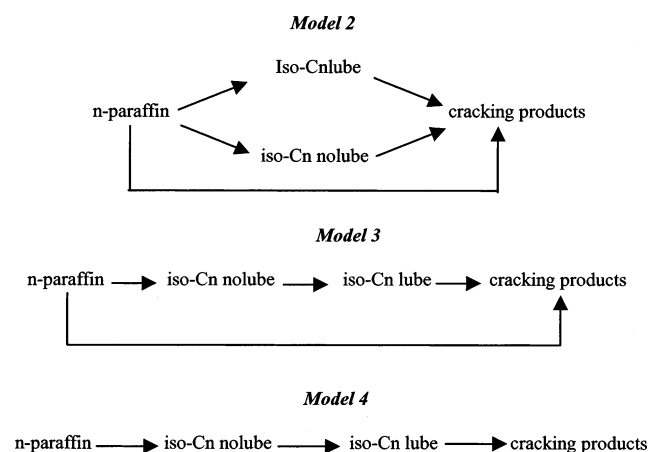 Model 2
Iso-Cnlube
n-paraffin
cracking products
iso-Cn nolube
Model 3
n-paraffin iso-Cn nolube iso-Cn lube cracking products
Model 4
n-paraffin iso-Cn nolube iso-Cn lube cracking products